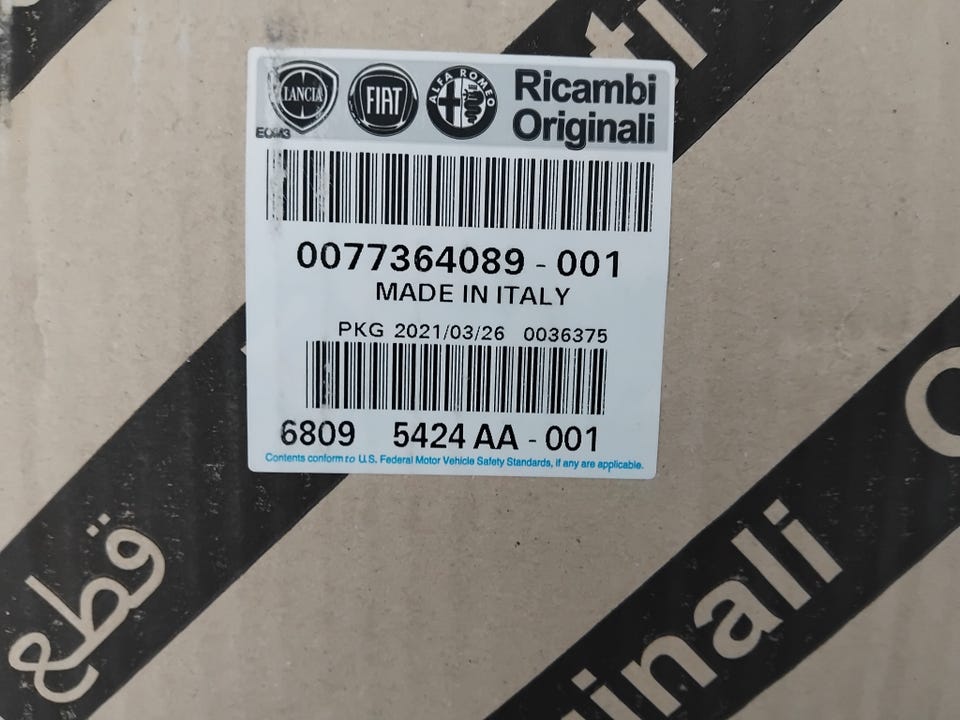 LANCIA FIAT ALFA ROMEO Ricambi
Originali
0077364089 - 001
MADE IN ITALY
PKG 2021/03/26 0036375
6809 5424 AA - 001
Contents conform to U.S. Federal Motor Vehicle Safety Standards, if any are applicable.
قطع
inali